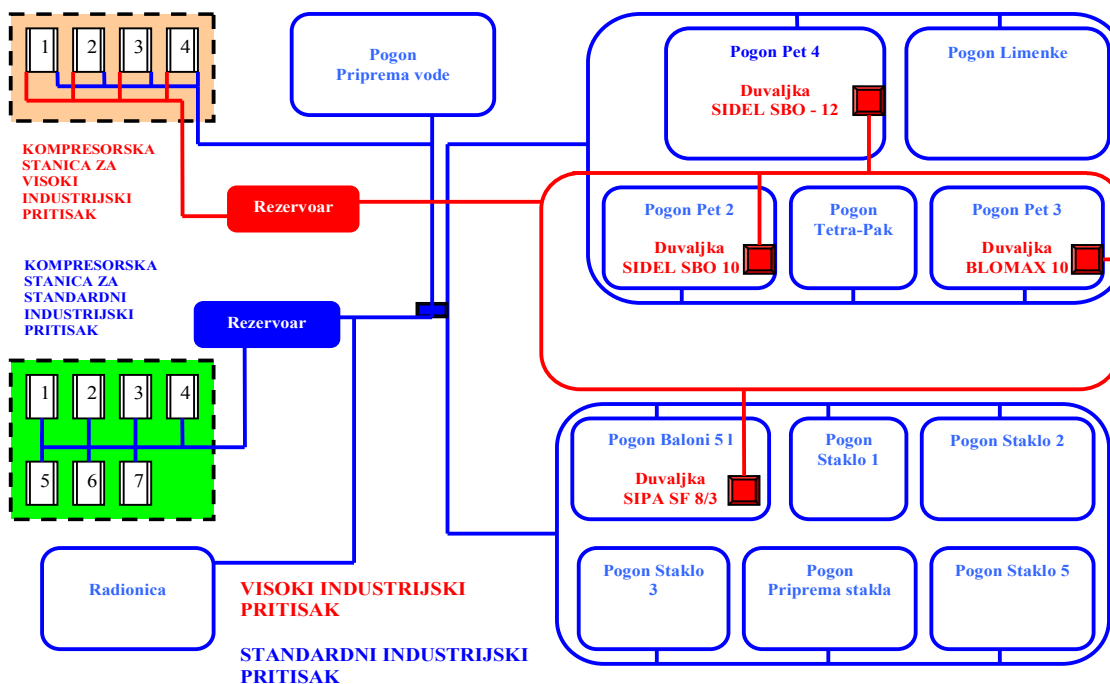 1 2 3 4
KOMPRESORSKA
STANICA ZA
VISOKI
INDUSTRIJSKI
PRITISAK
Rezervoar
KOMPRESORSKA
STANICA ZA
STANDARDNI
INDUSTRIJSKI
PRITISAK
Rezervoar
1 2 3 4
5 6 7
Radionica
VISOKI INDUSTRIJSKI
PRITISAK
STANDARDNI INDUSTRIJSKI
PRITISAK
Pogon
Priprema vode
Pogon Pet 4
Duvaljka
SIDEL SBO - 12
Pogon Limenke
Pogon Pet 2
Duvaljka
SIDEL SBO 10
Pogon
Tetra-Pak
Pogon Pet 3
Duvaljka
BLOMAX 10
Pogon Baloni 5 l
Duvaljka
SIPA SF 8/3
Pogon
Staklo 1
Pogon Staklo 2
Pogon Staklo
3
Pogon
Priprema stakla
Pogon Staklo 5